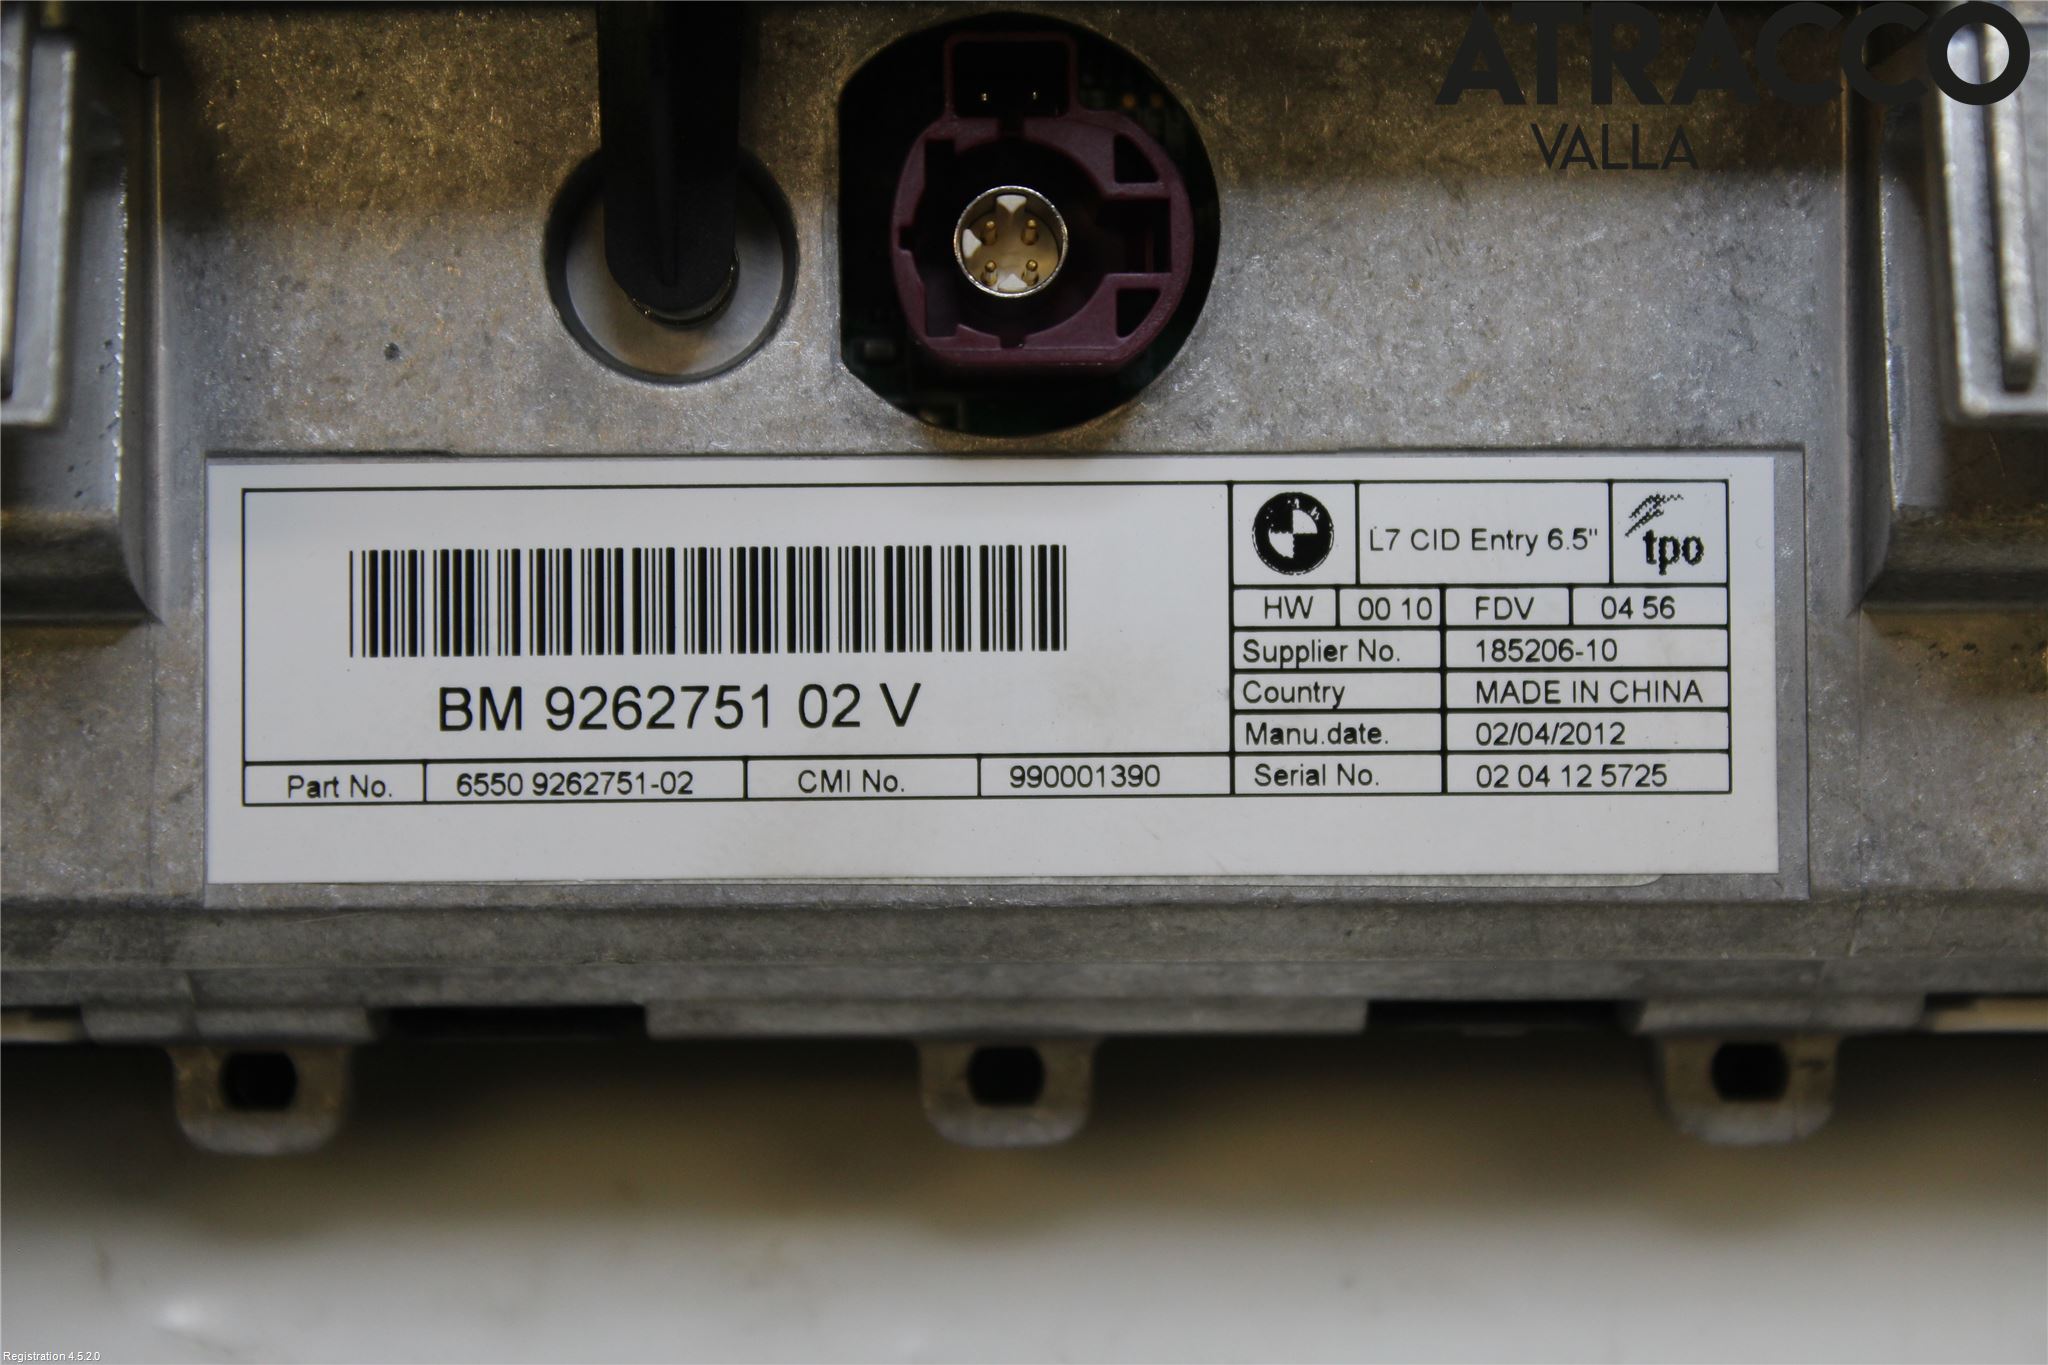 ATRACCO
VALLA
L7 CID Entry 6.5"
tpo
HW 00 10 FDV 04 56
Supplier No. 185206-10
Country MADE IN CHINA
Manu.date. 02/04/2012
Serial No. 02 04 12 5725
BM 9262751 02 V
Part No. 6550 9262751-02 CMI No. 990001390
Registration 4.5.2.0